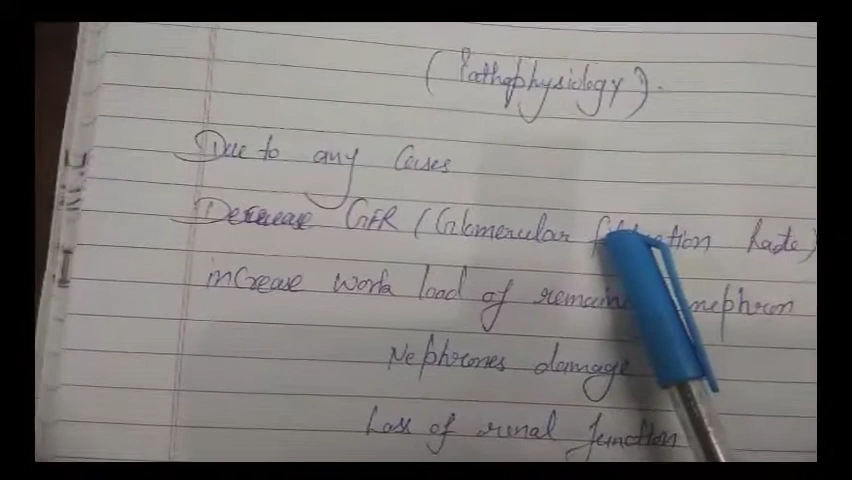 (Pathophysiology).
Due to any Causes
Decrease GFR (Glomerular Rate)
increase work load of nephron
Nephrones damage
Loss of renal function